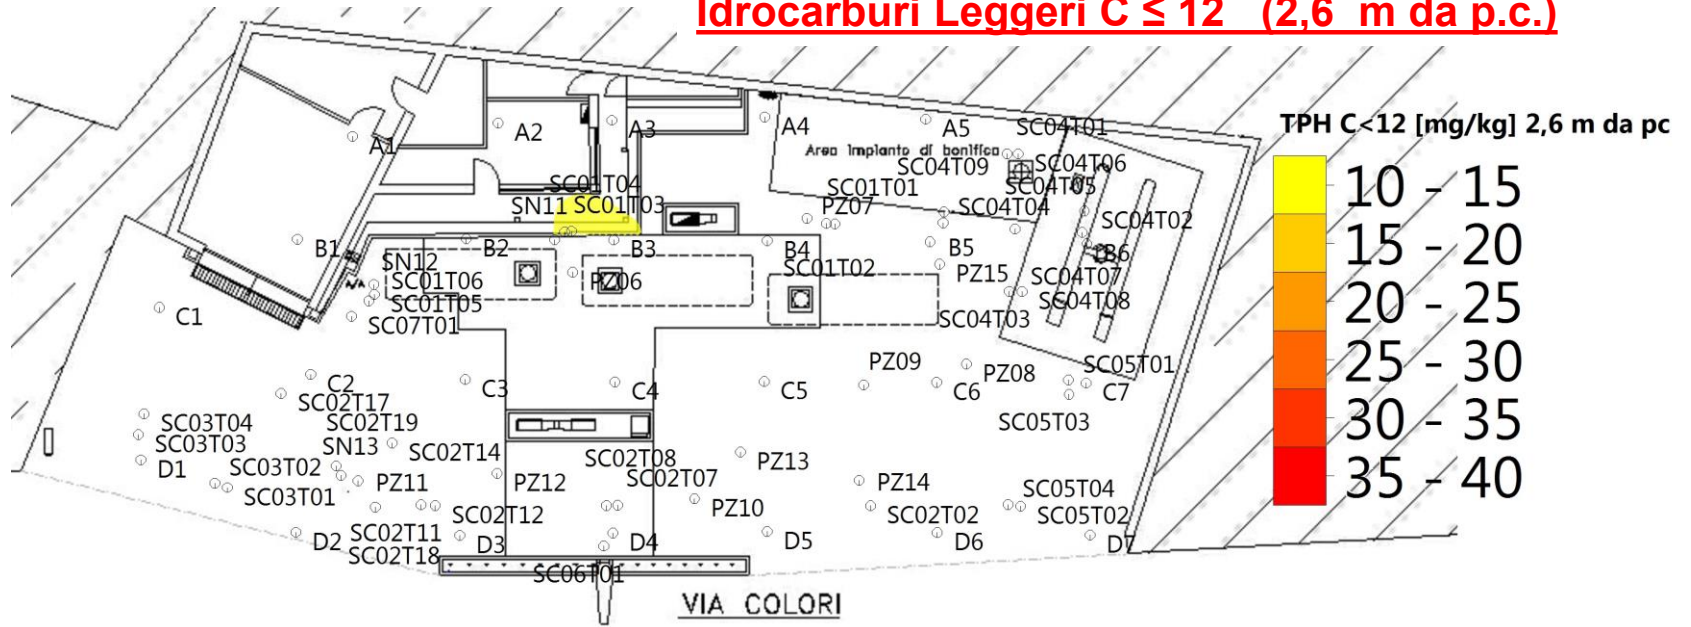 Idrocarburi Leggeri C ≤ 12 (2,6 m da p.c.)
TPH C<12 [mg/kg] 2,6 m da pc
10 - 15
15 - 20
20 - 25
25 - 30
30 - 35
35 - 40
A1
A2
A3
A4
A5
SC04T01
Area impianto di bonifica
SC04T09
SC04T06
SC04T05
SC01T04
SC01T01
SN11
SC01T03
PZ07
SC04T04
SC04T02
B1
B2
B3
B4
B5
B6
SN12
SC01T02
PZ15
SC04T07
SC01T06
PZ06
SC01T05
SC04T08
C1
SC07T01
SC04T03
PZ09
SC05T01
C2
C3
C4
C5
C6
PZ08
C7
SC02T17
SC03T04
SC02T19
SC05T03
SC03T03
SN13
SC02T14
SC02T08
PZ13
D1
SC03T02
SC02T07
PZ11
PZ12
PZ14
SC05T04
SC03T01
PZ10
SC02T12
SC02T02
SC05T02
D2
SC02T11
D3
D4
D5
D6
D7
SC02T18
SC06T01
VIA COLORI